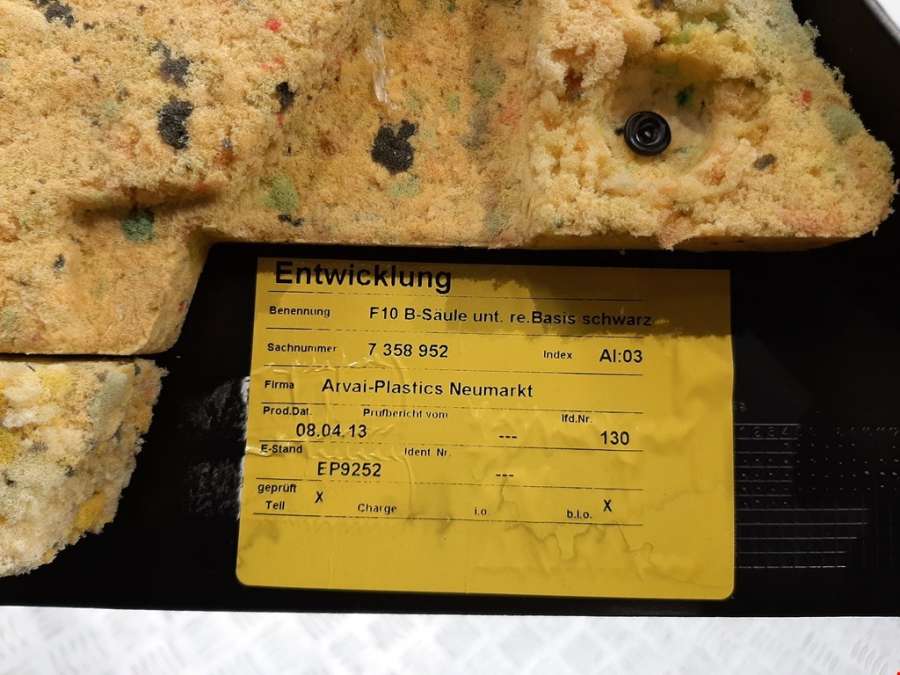 Entwicklung
Benennung F10 B-Säule unt. re.Basis schwarz
Sachnummer 7 358 952 Index AI:03
Firma Arvai-Plastics Neumarkt
Prod.Dat. Prüfbericht vom lfd.Nr.
08.04.13 --- 130
E-Stand Ident. Nr.
EP9252 ---
geprüft X X
Teil Charge i.o. b.i.o.